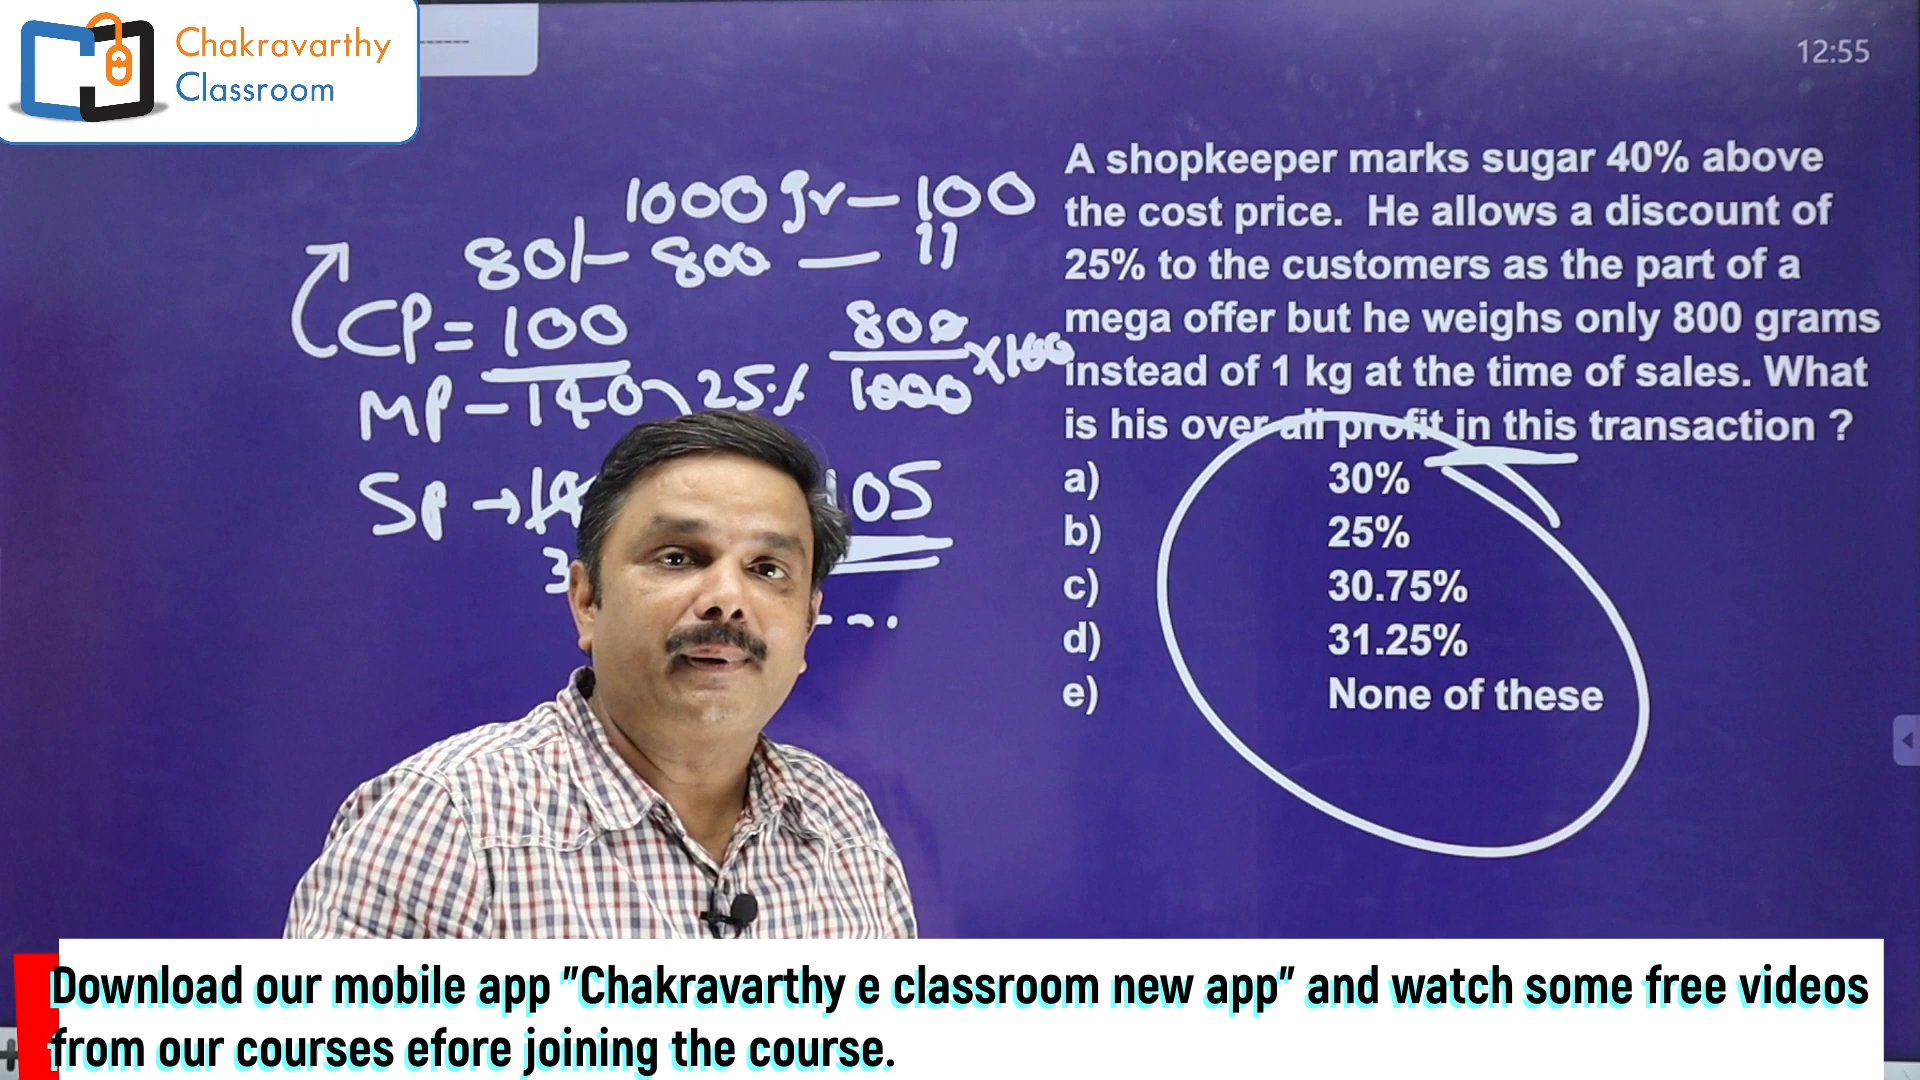 Chakravarthy
Classroom
12:55
A shopkeeper marks sugar 40% above
the cost price. He allows a discount of
25% to the customers as the part of a
mega offer but he weighs only 800 grams
instead of 1 kg at the time of sales. What
is his over all profit in this transaction ?
a) 30%
b) 25%
c) 30.75%
d) 31.25%
e) None of these
1000 gr — 100
80/- 800 — 11
CP = 100
800
1000 X 100
MP - 140 25%
SP → 105
3
Download our mobile app "Chakravarthy e classroom new app" and watch some free videos
from our courses efore joining the course.